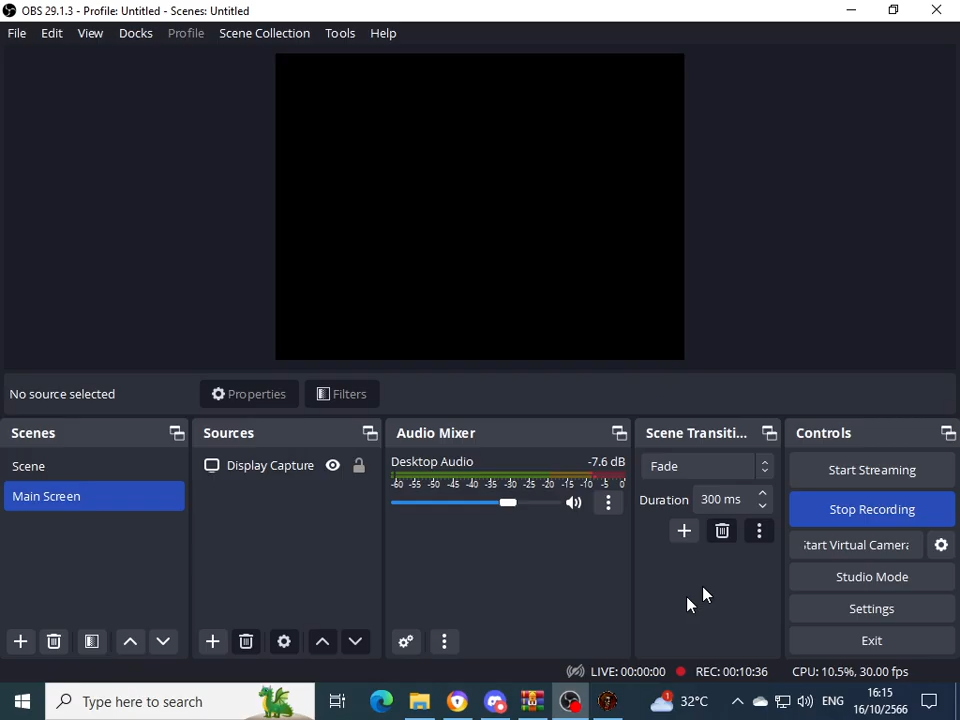 OBS 29.1.3 - Profile: Untitled - Scenes: Untitled
File Edit View Docks Profile Scene Collection Tools Help
No source selected Properties Filters
Scenes Sources Audio Mixer Scene Transiti... Controls
Scene
Main Screen
Display Capture
Desktop Audio -7.6 dB
-60 -55 -50 -45 -40 -35 -30 -25 -20 -15 -10 -5 0
Fade
Duration 300 ms
Start Streaming
Stop Recording
tart Virtual Camera
Studio Mode
Settings
Exit
LIVE: 00:00:00 REC: 00:10:36 CPU: 10.5%, 30.00 fps
Type here to search
1
32°C
ENG
16:15
16/10/2566